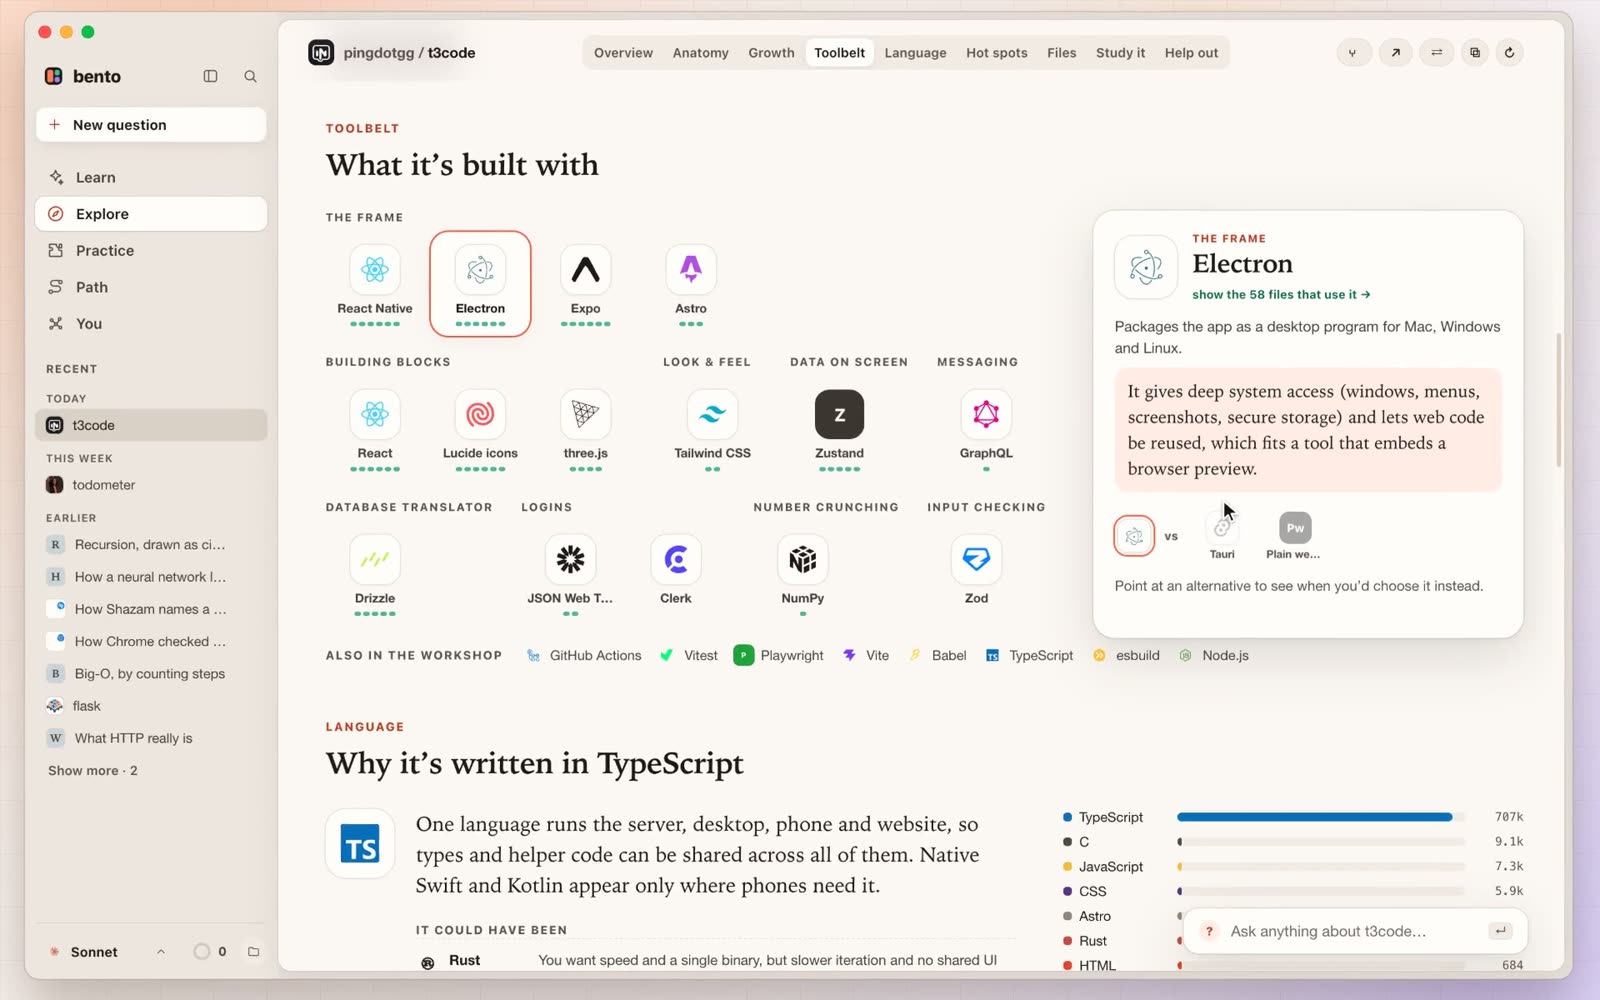 bento
New question
Learn
Explore
Practice
Path
You
RECENT
TODAY
t3code
THIS WEEK
todometer
EARLIER
R Recursion, drawn as ci...
H How a neural network l...
How Shazam names a ...
How Chrome checked ...
B Big-O, by counting steps
flask
W What HTTP really is
Show more · 2
Sonnet
0
pingdotgg / t3code
Overview Anatomy Growth Toolbelt Language Hot spots Files Study it Help out
TOOLBELT
What it's built with
THE FRAME
React Native Electron Expo Astro
BUILDING BLOCKS LOOK & FEEL DATA ON SCREEN MESSAGING
Z
React Lucide icons three.js Tailwind CSS Zustand GraphQL
DATABASE TRANSLATOR LOGINS NUMBER CRUNCHING INPUT CHECKING
Drizzle JSON Web T... Clerk NumPy Zod
ALSO IN THE WORKSHOP GitHub Actions Vitest P Playwright Vite Babel TS TypeScript esbuild Node.js
THE FRAME
Electron
show the 58 files that use it →
Packages the app as a desktop program for Mac, Windows
and Linux.
It gives deep system access (windows, menus,
screenshots, secure storage) and lets web code
be reused, which fits a tool that embeds a
browser preview.
vs
Pw
Tauri Plain we...
Point at an alternative to see when you'd choose it instead.
LANGUAGE
Why it's written in TypeScript
TS
One language runs the server, desktop, phone and website, so
types and helper code can be shared across all of them. Native
Swift and Kotlin appear only where phones need it.
IT COULD HAVE BEEN
Rust You want speed and a single binary, but slower iteration and no shared UI
TypeScript 707k
C 9.1k
JavaScript 7.3k
CSS 5.9k
Astro
Rust
HTML 684
? Ask anything about t3code...